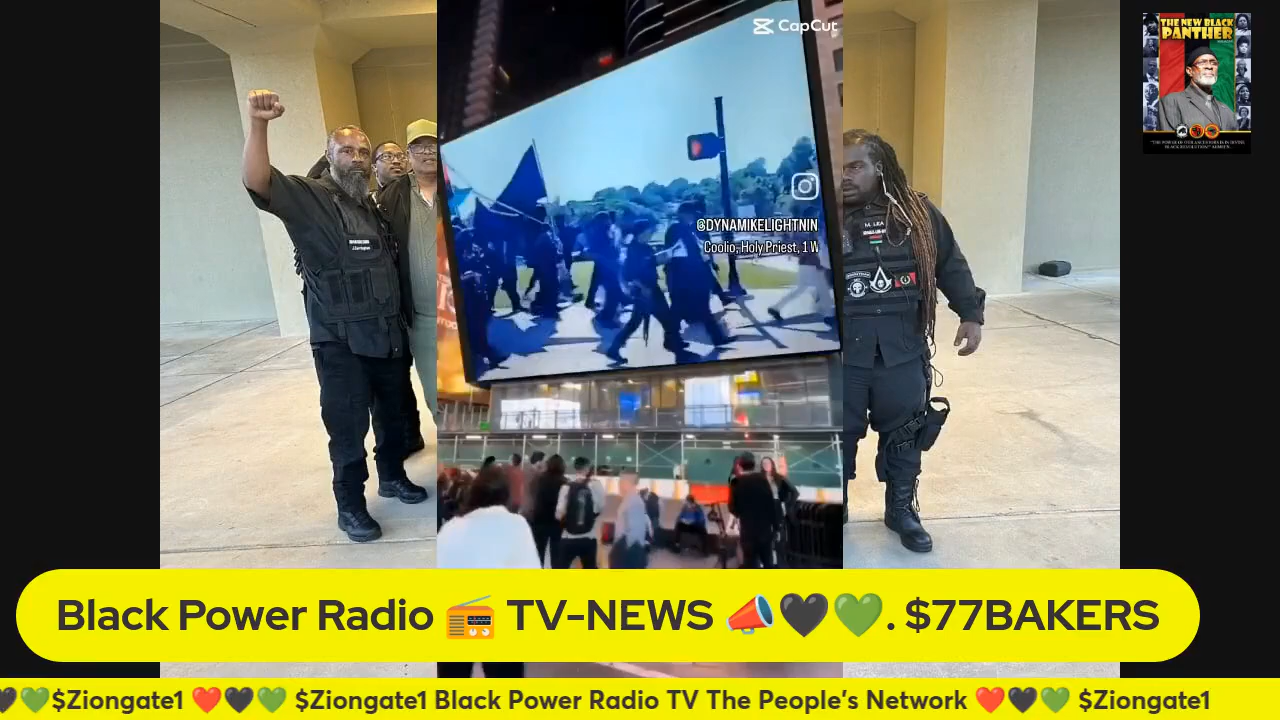 CapCut
THE NEW BLACK
PANTHER
@DYNAMIKELIGHTNIN
Coolio, Holy Priest, 1 W
M. LEA
Black Power Radio 📻 TV-NEWS 📣🖤💚. $77BAKERS
🖤💚$Ziongate1 ❤️🖤💚 $Ziongate1 Black Power Radio TV The People's Network ❤️🖤💚 $Ziongate1